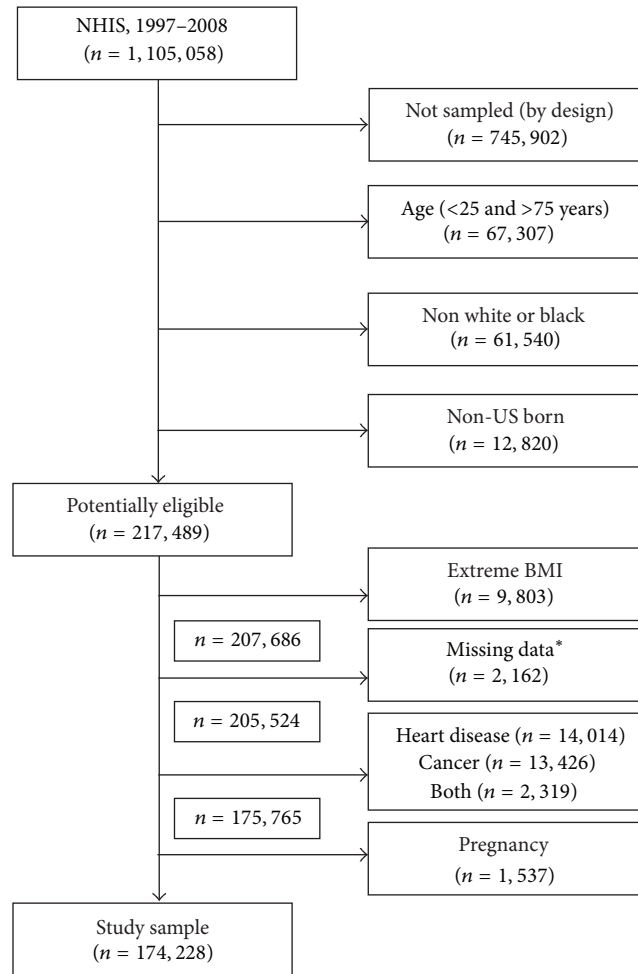 NHIS, 1997–2008
(n = 1, 105, 058)
Not sampled (by design)
(n = 745, 902)
Age (<25 and >75 years)
(n = 67, 307)
Non white or black
(n = 61, 540)
Non-US born
(n = 12, 820)
Potentially eligible
(n = 217, 489)
Extreme BMI
(n = 9, 803)
n = 207, 686
Missing data*
(n = 2, 162)
n = 205, 524
Heart disease (n = 14, 014)
Cancer (n = 13, 426)
Both (n = 2, 319)
n = 175, 765
Pregnancy
(n = 1, 537)
Study sample
(n = 174, 228)